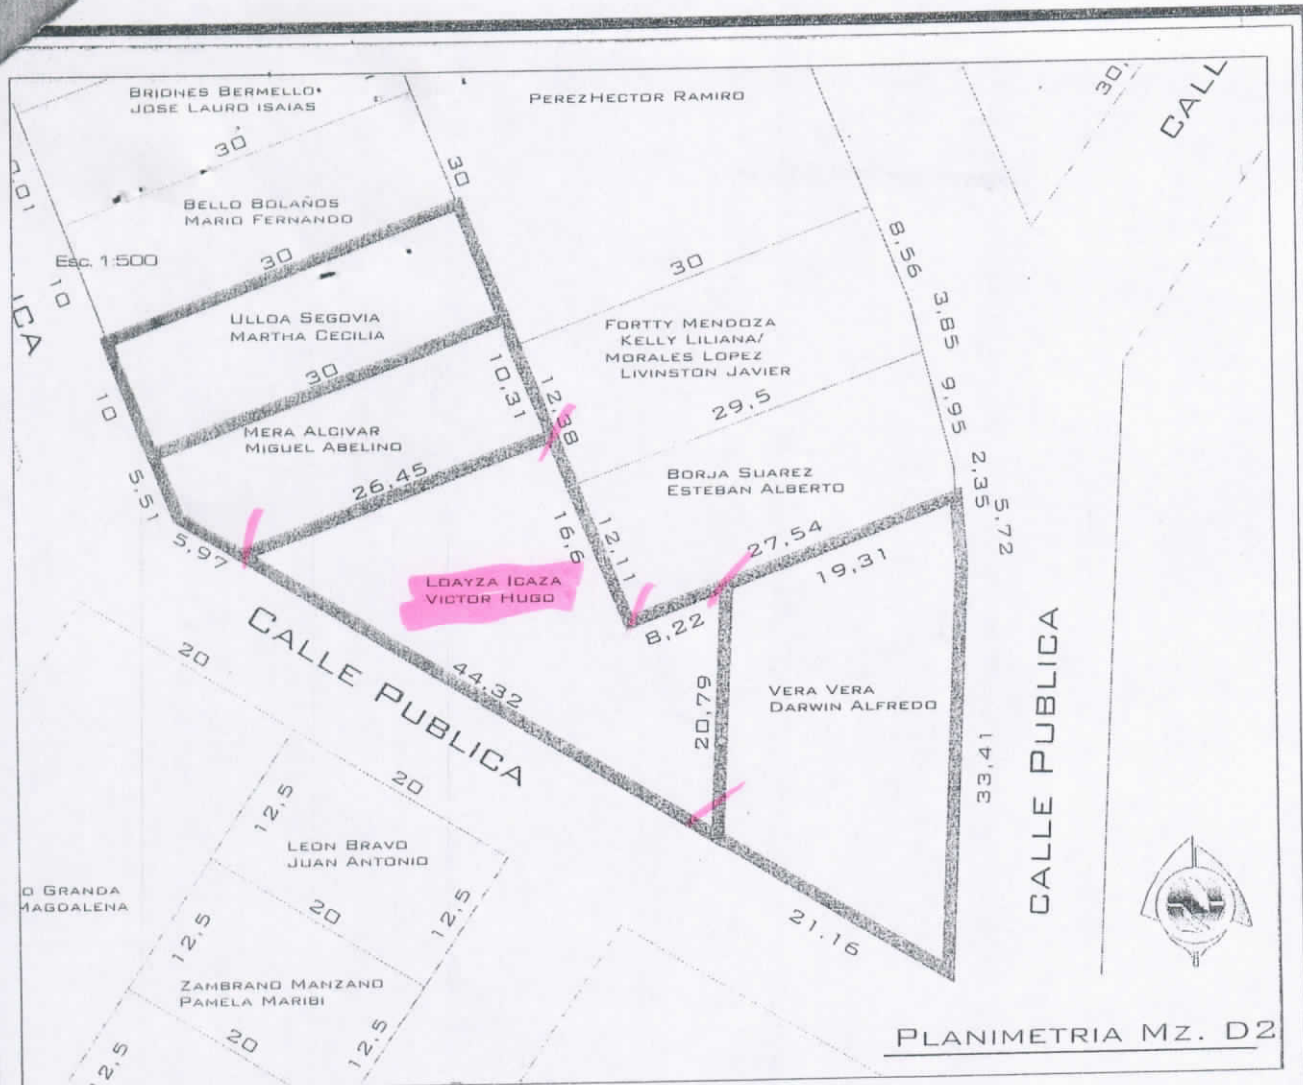 BRIONES BERMELLO
JOSE LAURO ISAIAS
PEREZ HECTOR RAMIRO
30,
CALL
30
30
0,01
BELLO BOLAÑOS
MARIO FERNANDO
Esc. 1:500
30
10
ICA
8,56
30
3,85
ULLOA SEGOVIA
MARTHA CECILIA
FORTTY MENDOZA
KELLY LILIANA/
MORALES LOPEZ
LIVINSTON JAVIER
30
10,31
12,38
10
29,5
9,95
MERA ALCIVAR
MIGUEL ABELINO
26,45
BORJA SUAREZ
ESTEBAN ALBERTO
2,35
5,72
5,51
5,97
16,6
12,11
27,54
19,31
LOAYZA ICAZA
VICTOR HUGO
8,22
CALLE PUBLICA
44,32
20
20,79
VERA VERA
DARWIN ALFREDO
33,41
CALLE PUBLICA
20
12,5
LEON BRAVO
JUAN ANTONIO
O GRANDA
MAGDALENA
20
12,5
12,5
21.16
ZAMBRANO MANZANO
PAMELA MARIBI
20
12,5
12,5
PLANIMETRIA MZ. D2